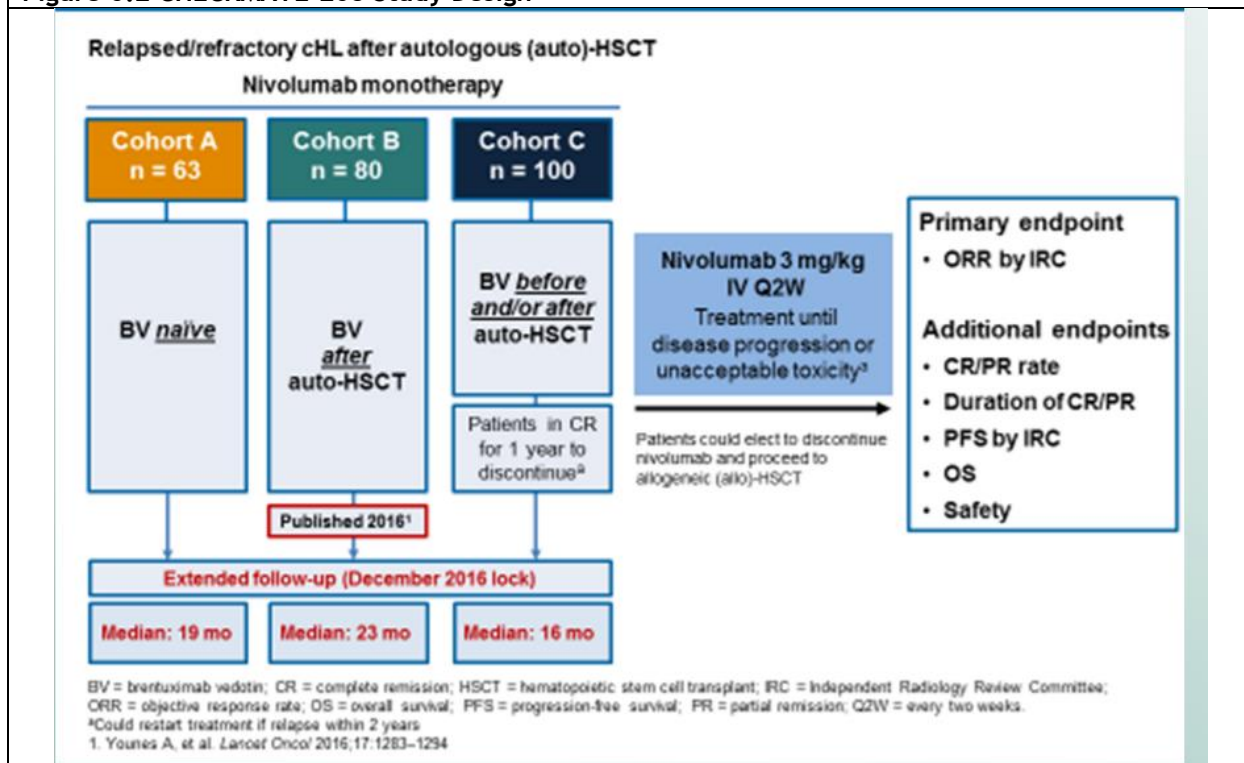 Relapsed/refractory cHL after autologous (auto)-HSCT
Nivolumab monotherapy
Cohort A
n = 63
Cohort B
n = 80
Cohort C
n = 100
BV naïve
BV
after
auto-HSCT
BV before
and/or after
auto-HSCT
Patients in CR
for 1 year to
discontinueª
Published 2016¹
Nivolumab 3 mg/kg
IV Q2W
Treatment until
disease progression or
unacceptable toxicityª
Patients could elect to discontinue
nivolumab and proceed to
allogeneic (allo)-HSCT
Primary endpoint
• ORR by IRC
Additional endpoints
• CR/PR rate
• Duration of CR/PR
• PFS by IRC
• OS
• Safety
Extended follow-up (December 2016 lock)
Median: 19 mo
Median: 23 mo
Median: 16 mo
BV = brentuximab vedotin; CR = complete remission; HSCT = hematopoietic stem cell transplant; IRC = Independent Radiology Review Committee;
ORR = objective response rate; OS = overall survival; PFS = progression-free survival; PR = partial remission; Q2W = every two weeks.
ªCould restart treatment if relapse within 2 years
1. Younes A, et al. Lancet Oncol 2016;17:1283–1294